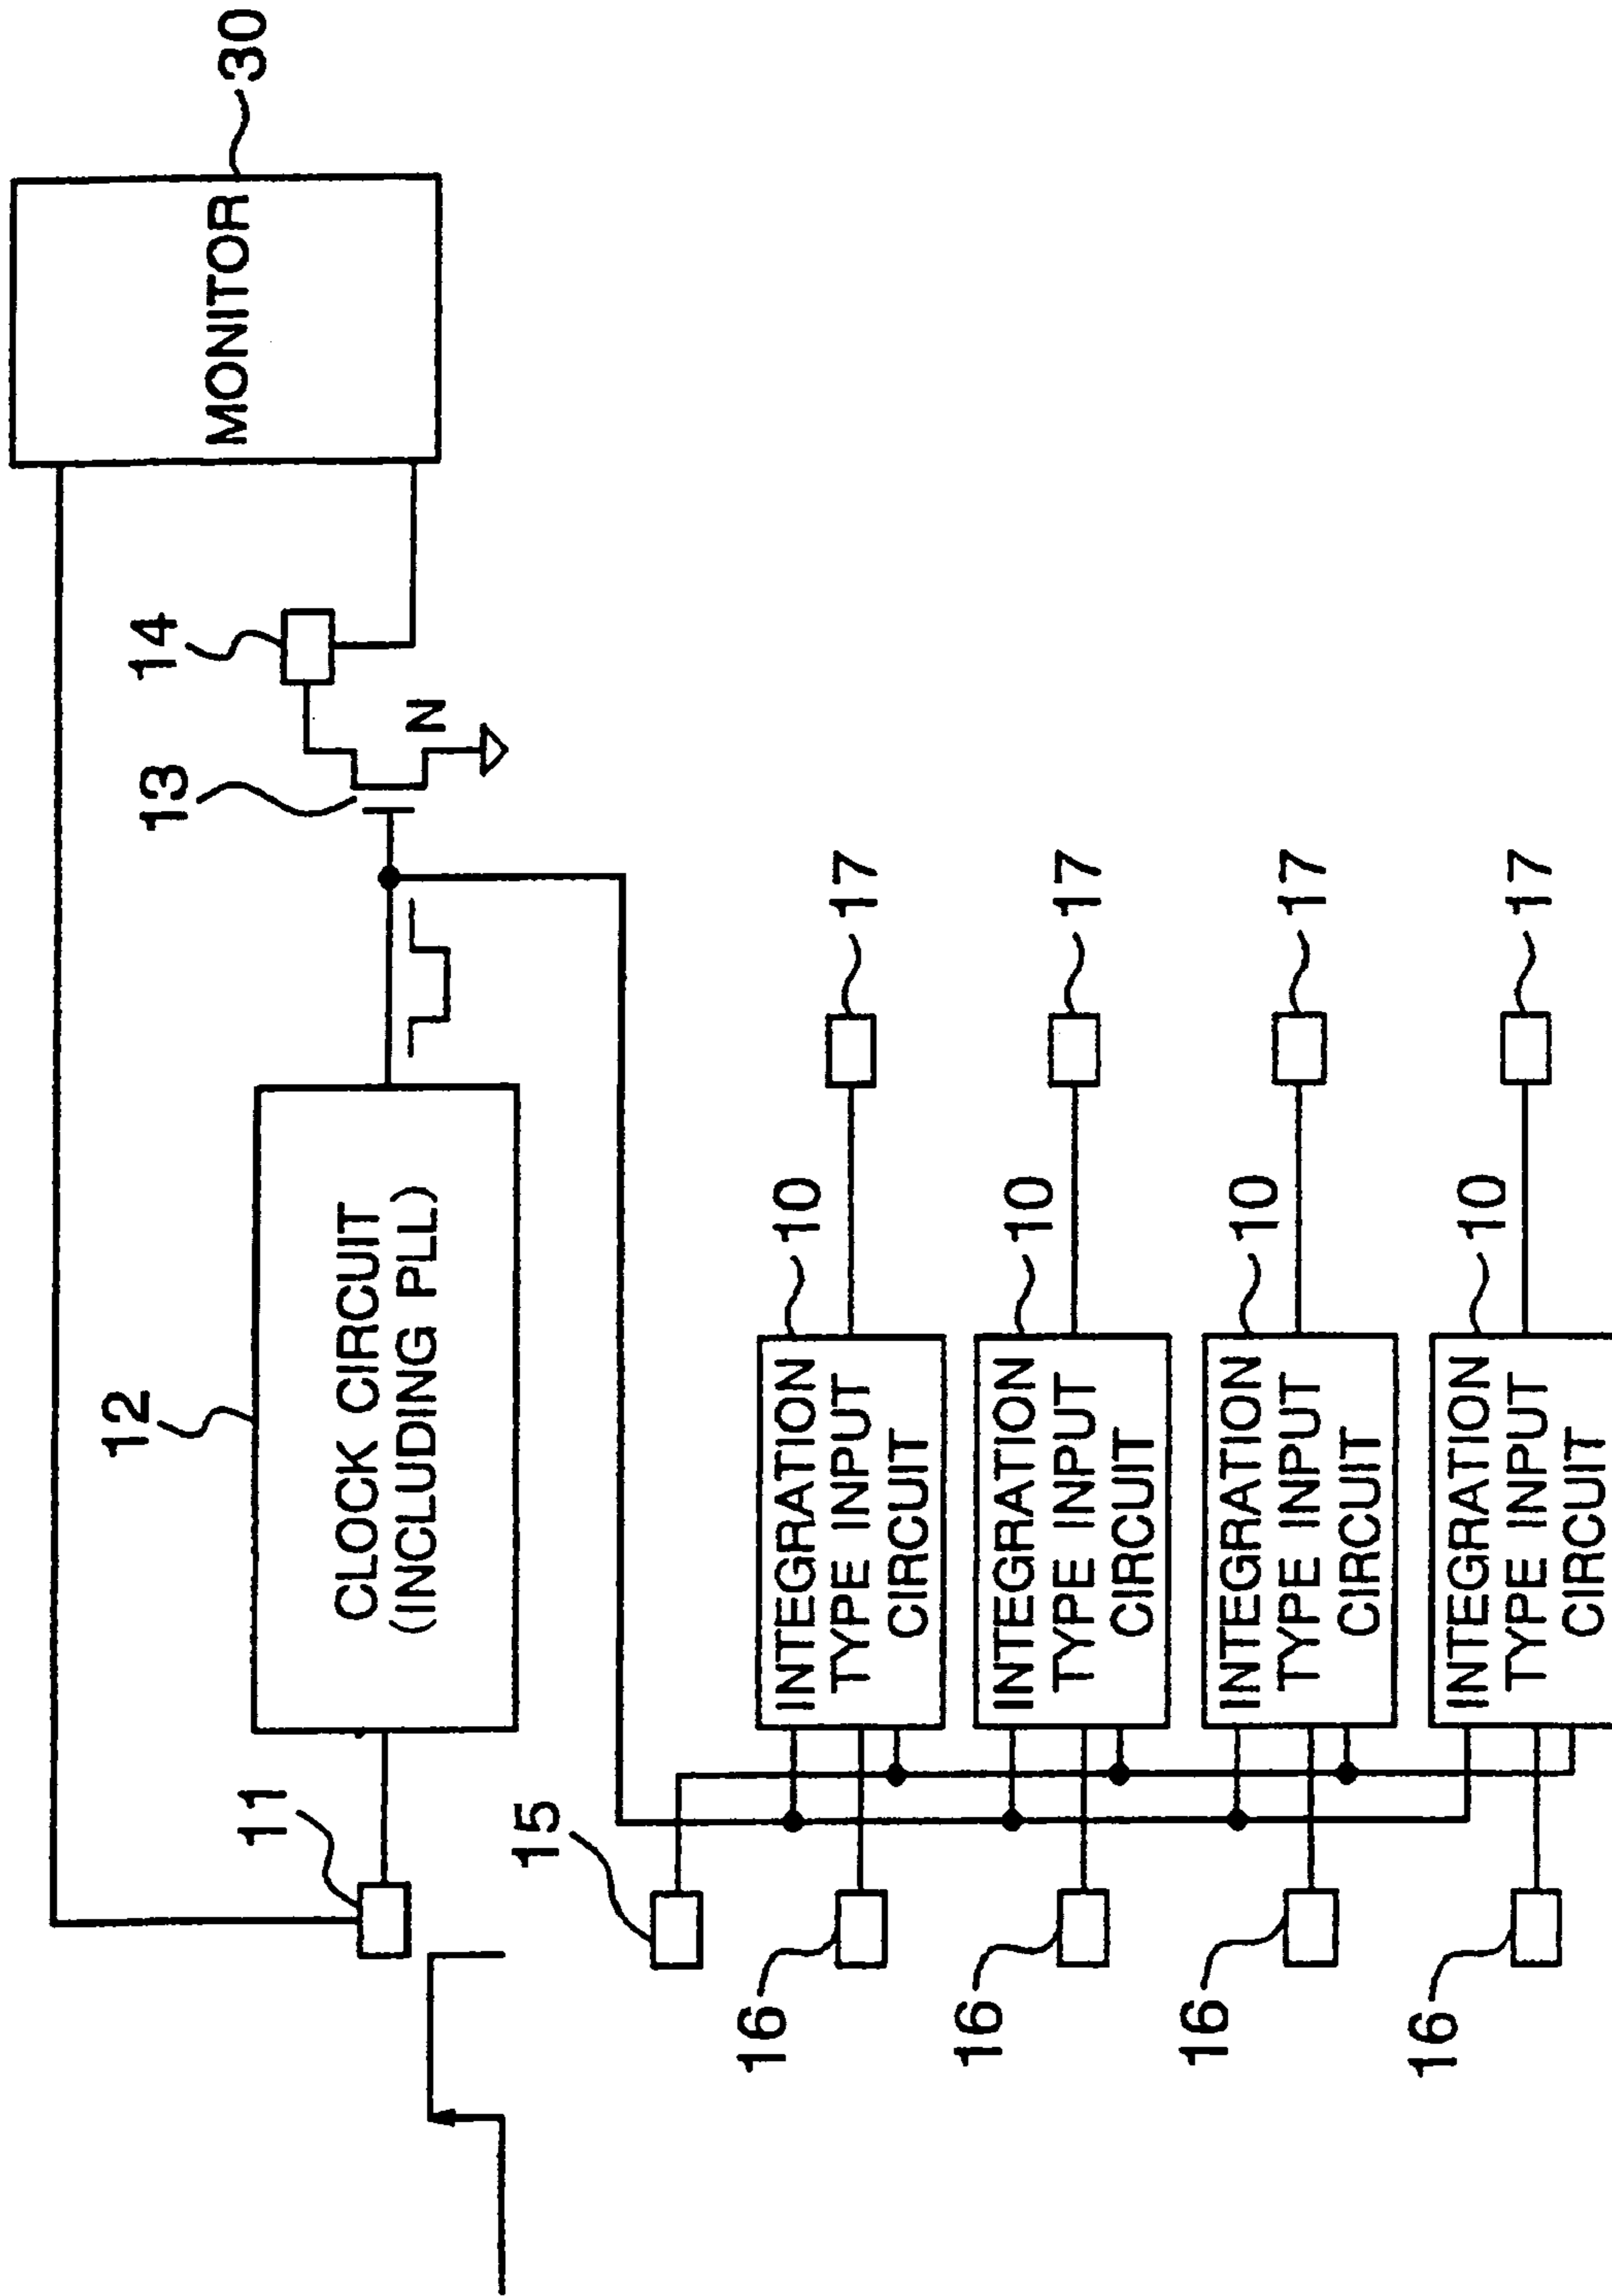 30
MONITOR
14
13
N
12
CLOCK CIRCUIT
(INCLUDING PLL)
11
15
16
INTEGRATION
TYPE INPUT
CIRCUIT
10
17
16
INTEGRATION
TYPE INPUT
CIRCUIT
10
17
16
INTEGRATION
TYPE INPUT
CIRCUIT
10
17
16
INTEGRATION
TYPE INPUT
CIRCUIT
10
17